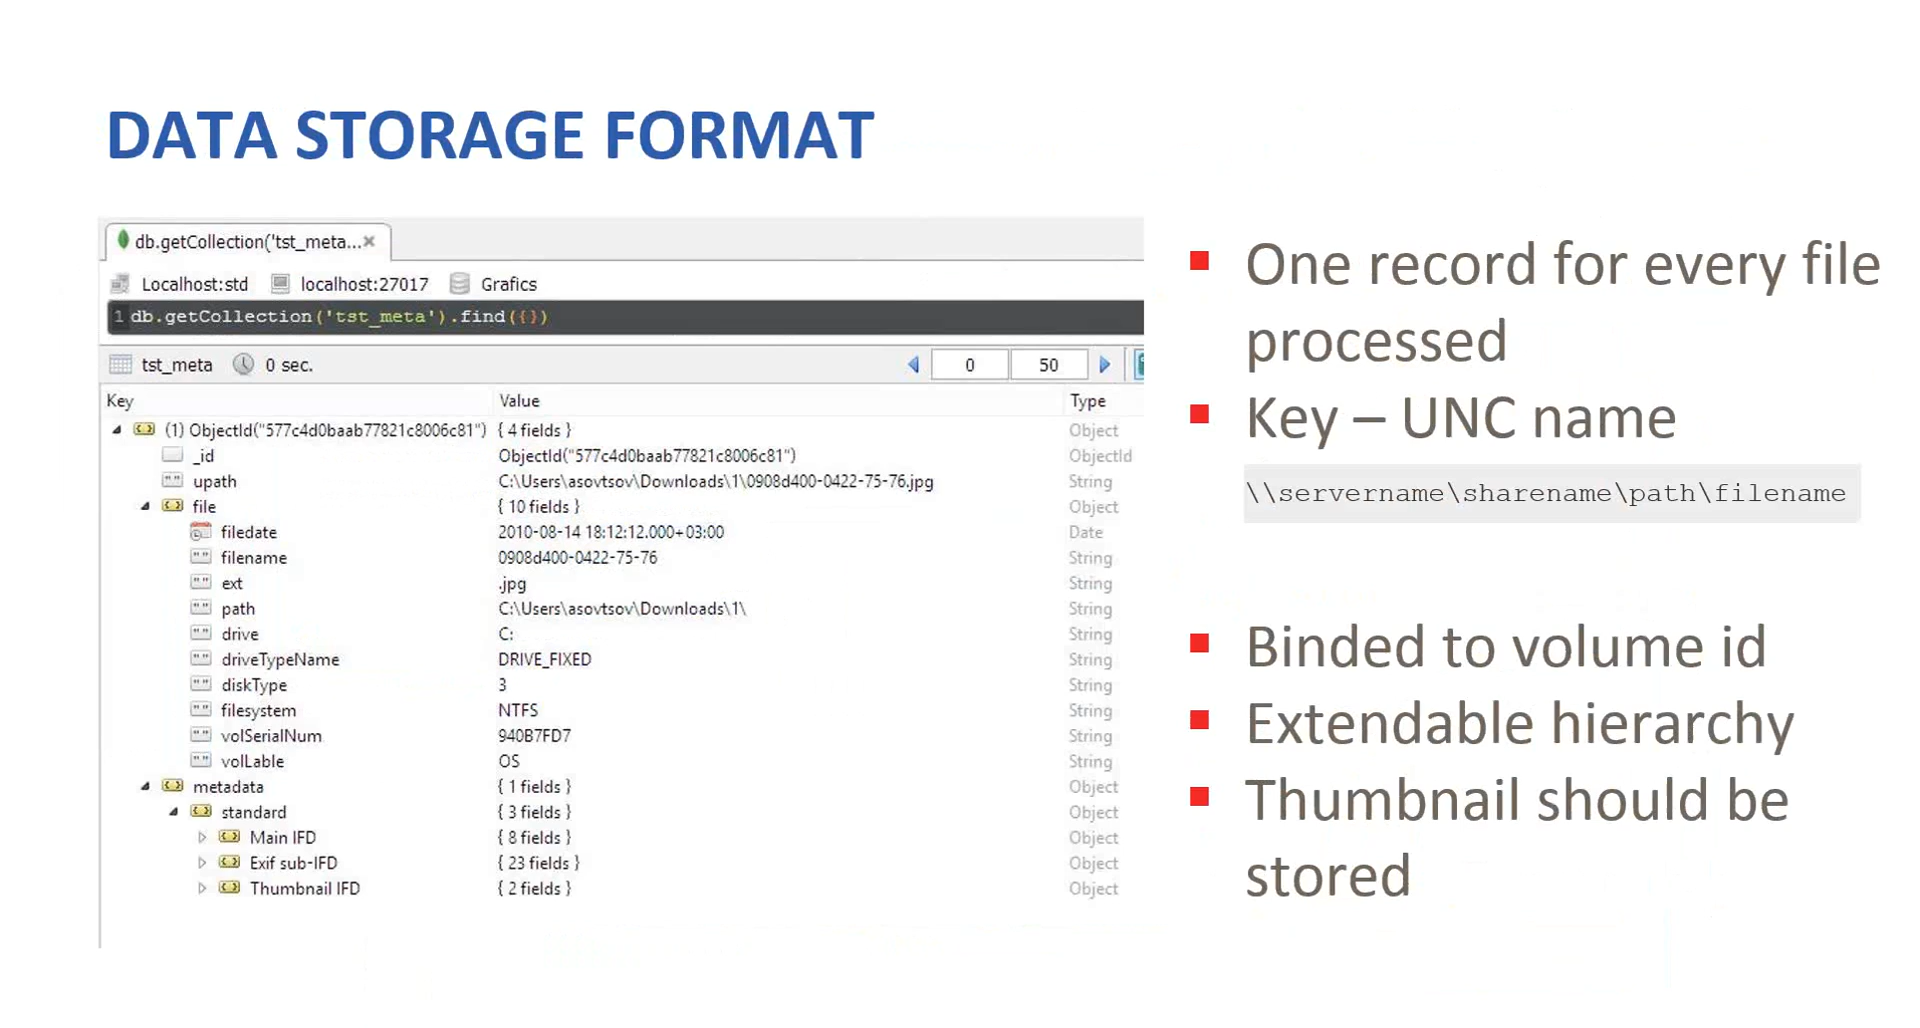 DATA STORAGE FORMAT
db.getCollection('tst_meta...
Localhost:std localhost:27017 Grafics
1 db.getCollection('tst_meta').find({})
tst_meta 0 sec. 0 50
Key Value Type
(1) ObjectId("577c4d0baab77821c8006c81") { 4 fields } Object
_id ObjectId("577c4d0baab77821c8006c81") ObjectId
upath C:\Users\asovtsov\Downloads\1\0908d400-0422-75-76.jpg String
file { 10 fields } Object
filedate 2010-08-14 18:12:12.000+03:00 Date
filename 0908d400-0422-75-76 String
ext .jpg String
path C:\Users\asovtsov\Downloads\1\ String
drive C: String
driveTypeName DRIVE_FIXED String
diskType 3 String
filesystem NTFS String
volSerialNum 940B7FD7 String
volLable OS String
metadata { 1 fields } Object
standard { 3 fields } Object
Main IFD { 8 fields } Object
Exif sub-IFD { 23 fields } Object
Thumbnail IFD { 2 fields } Object
One record for every file
processed
Key – UNC name
\\servername\sharename\path\filename
Binded to volume id
Extendable hierarchy
Thumbnail should be
stored